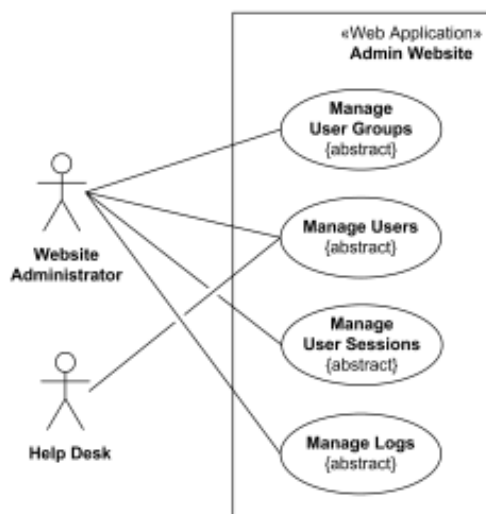 «Web Application»
Admin Website
Manage
User Groups
{abstract}
Website
Administrator
Manage Users
{abstract}
Manage
User Sessions
{abstract}
Help Desk
Manage Logs
{abstract}